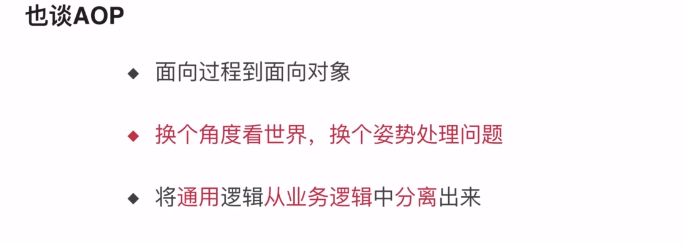 也谈AOP
面向过程到面向对象
换个角度看世界，换个姿势处理问题
将通用逻辑从业务逻辑中分离出来